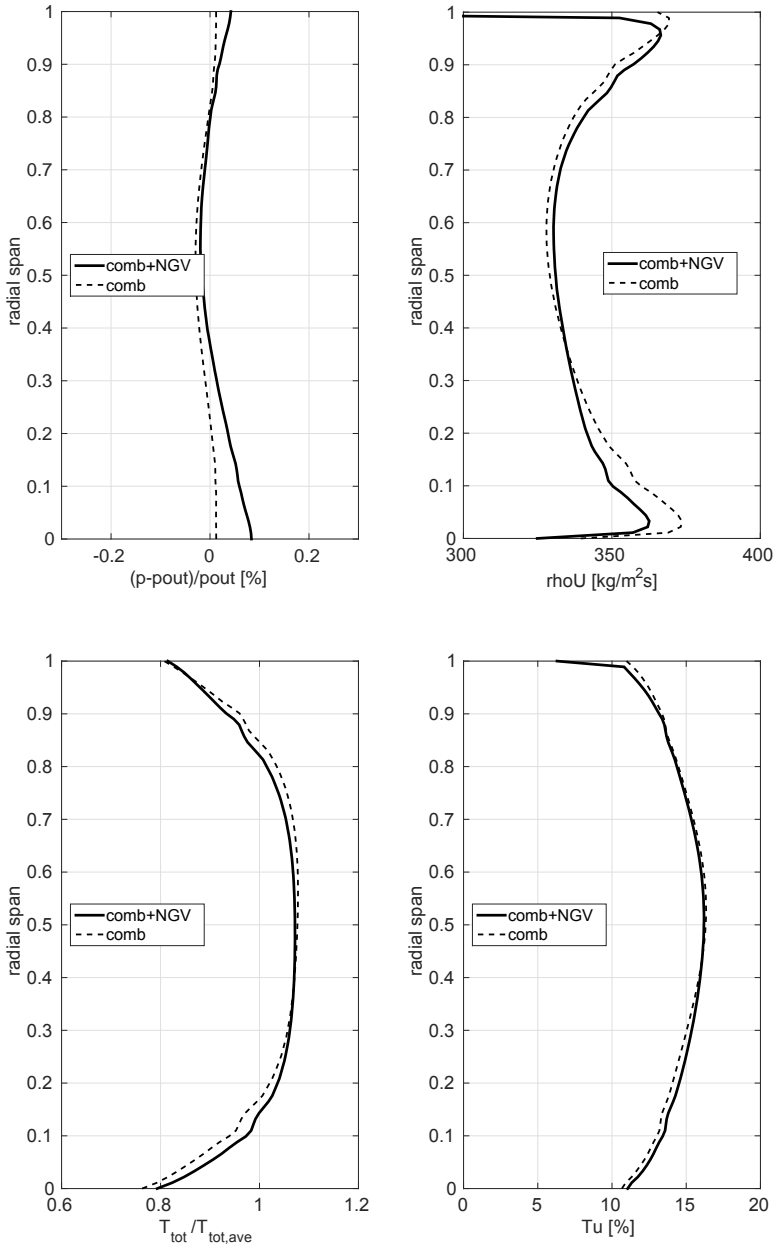 1
0.9
0.8
0.7
0.6
0.5
0.4
0.3
0.2
0.1
0
radial span
comb+NGV
comb
-0.2 0 0.2
(p-pout)/pout [%]
1
0.9
0.8
0.7
0.6
0.5
0.4
0.3
0.2
0.1
0
radial span
comb+NGV
comb
300 350 400
rhoU [kg/m²s]
1
0.9
0.8
0.7
0.6
0.5
0.4
0.3
0.2
0.1
0
radial span
comb+NGV
comb
0.6 0.8 1 1.2
T_tot /T_tot,ave
1
0.9
0.8
0.7
0.6
0.5
0.4
0.3
0.2
0.1
0
radial span
comb+NGV
comb
0 5 10 15 20
Tu [%]